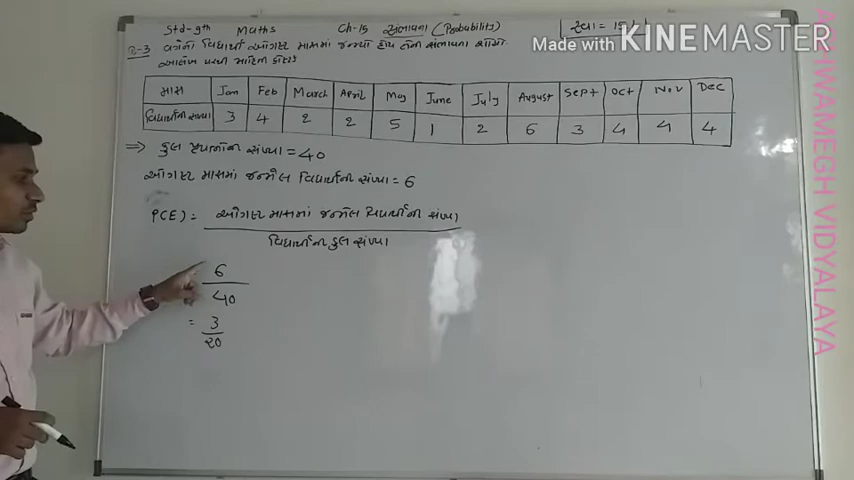 Std-9th Maths Ch-15 સંભાવના (Probability)
Made with KINEMASTER
Q-3 વર્ગના વિદ્યાર્થી ઓગસ્ટ માસમાં જન્મ્યો હોય તેની સંભાવના શોધો.
માસ Jan Feb March April May June July August Sept Oct Nov Dec
વિદ્યાર્થીની સંખ્યા 3 4 2 2 5 1 2 6 3 4 4 4
⇒ કુલ સંખ્યા = 40
ઓગસ્ટ માસમાં જન્મેલ વિદ્યાર્થીની સંખ્યા = 6
P(E) = ઓગસ્ટ માસમાં જન્મેલ વિદ્યાર્થીની સંખ્યા
વિદ્યાર્થીની કુલ સંખ્યા
6
40
= 3
20
ASHWAMEGH VIDYALAYA